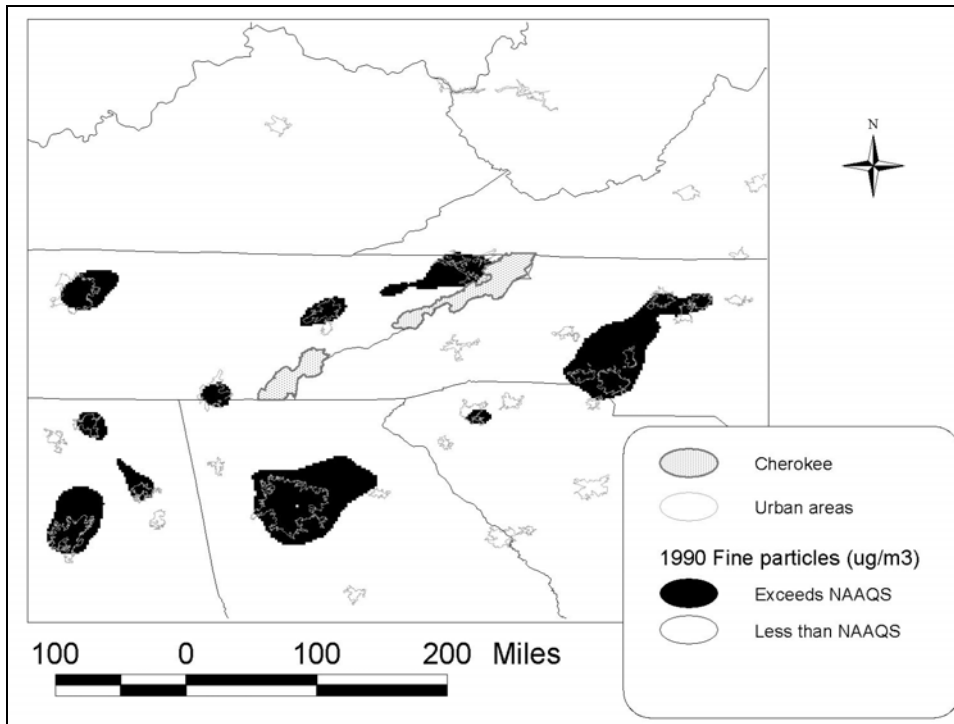 N
Cherokee
Urban areas
1990 Fine particles (ug/m3)
Exceeds NAAQS
Less than NAAQS
100 0 100 200 Miles